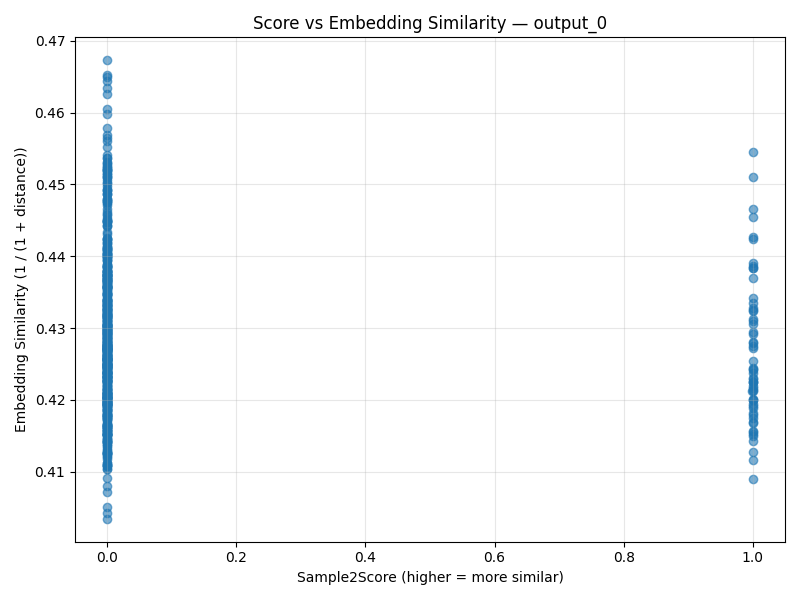 Score vs Embedding Similarity — output_0
Embedding Similarity (1 / (1 + distance))
0.47
0.46
0.45
0.44
0.43
0.42
0.41
0.0 0.2 0.4 0.6 0.8 1.0
Sample2Score (higher = more similar)